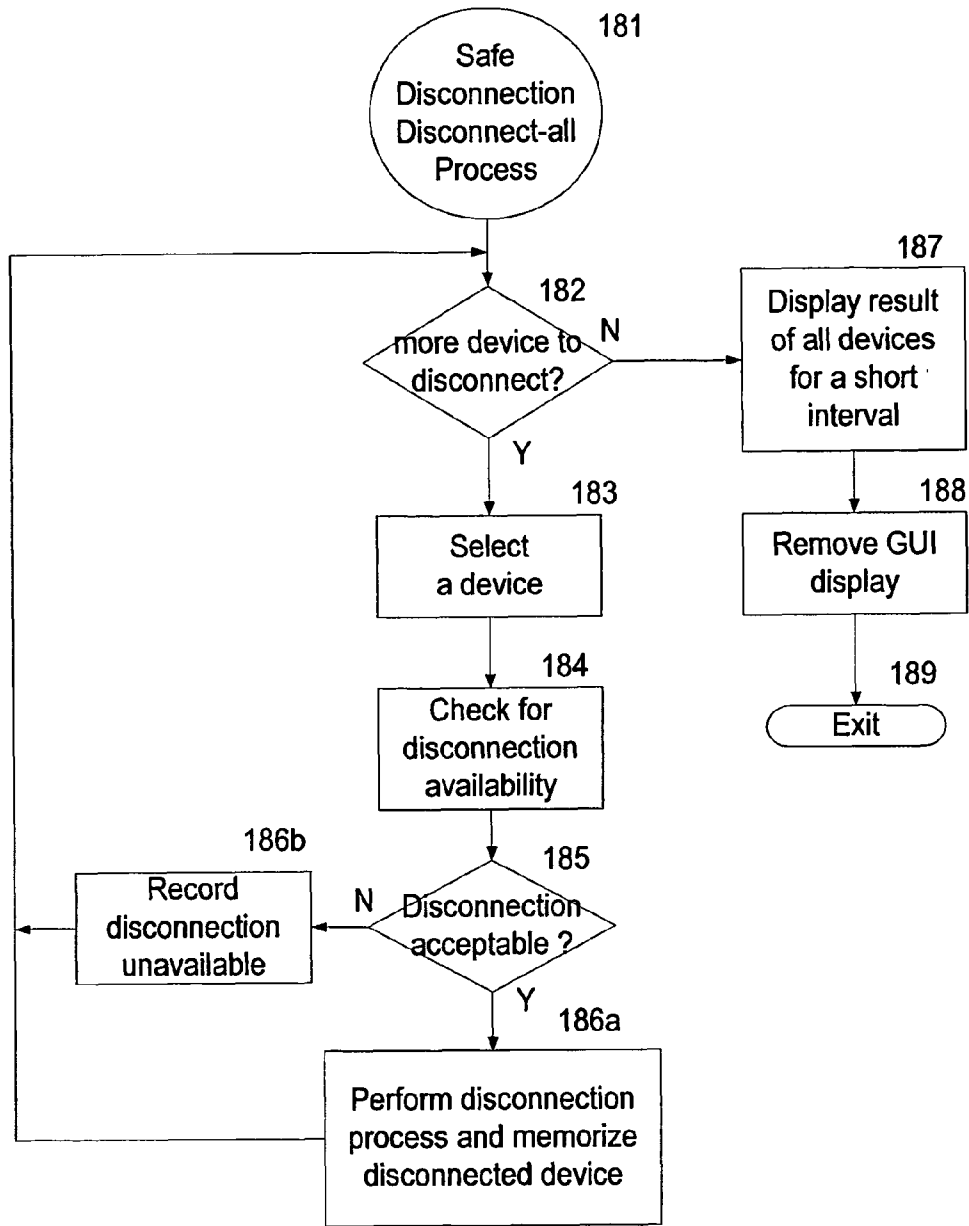 181
Safe
Disconnection
Disconnect-all
Process
182
more device to
disconnect?
N
Y
187
Display result
of all devices
for a short
interval
183
Select
a device
188
Remove GUI
display
184
Check for
disconnection
availability
189
Exit
185
Disconnection
acceptable ?
N
Y
186b
Record
disconnection
unavailable
186a
Perform disconnection
process and memorize
disconnected device